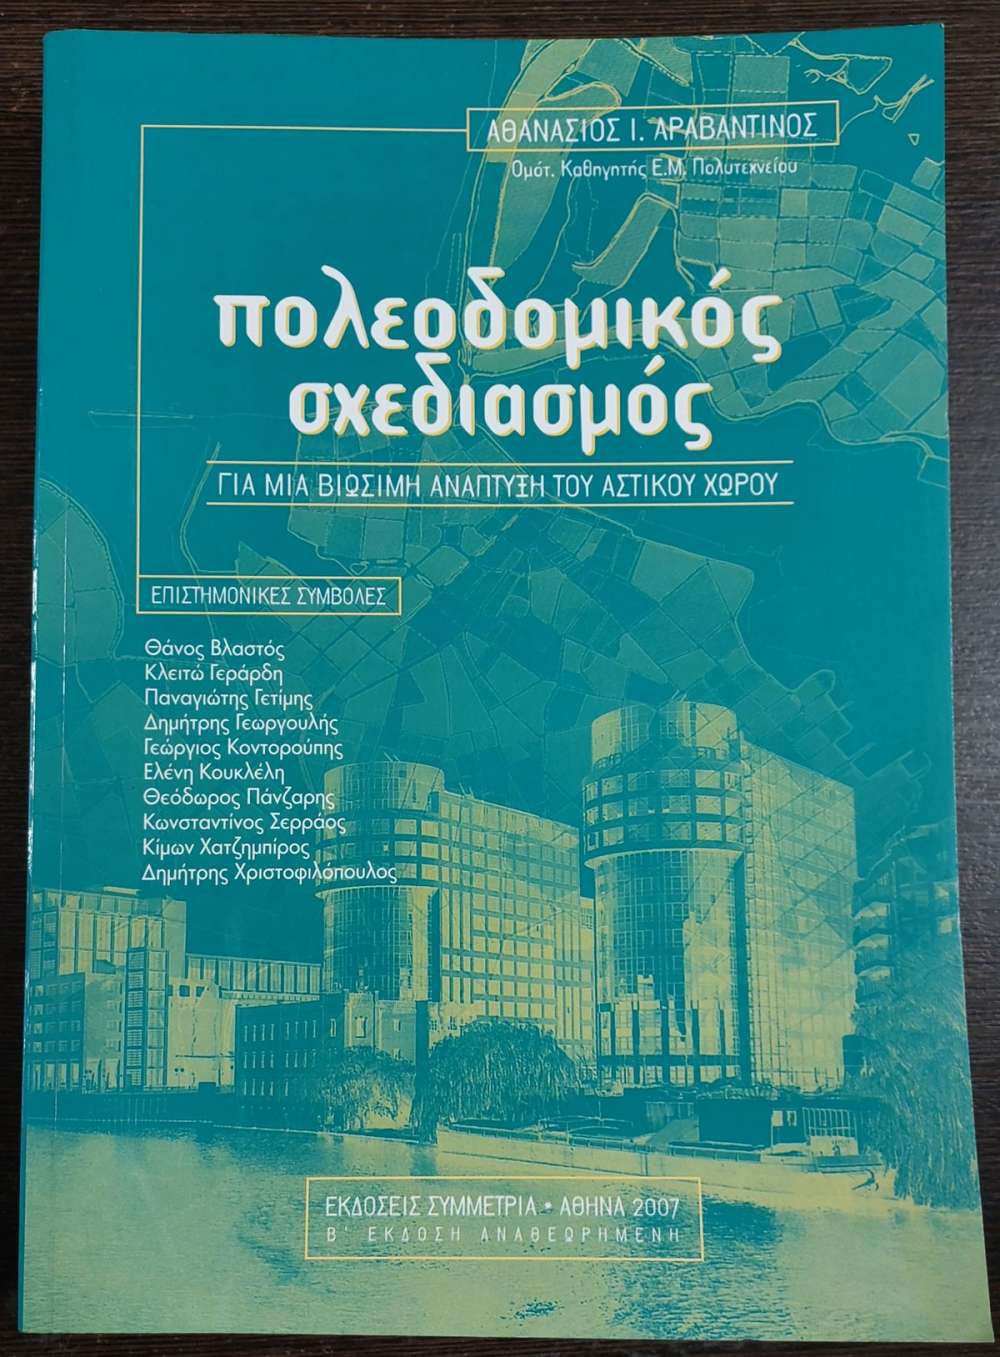 ΑΘΑΝΑΣΙΟΣ Ι. ΑΡΑΒΑΝΤΙΝΟΣ
Ομότ. Καθηγητής Ε.Μ. Πολυτεχνείου
πολεοδομικός
σχεδιασμός
ΓΙΑ ΜΙΑ ΒΙΩΣΙΜΗ ΑΝΑΠΤΥΞΗ ΤΟΥ ΑΣΤΙΚΟΥ ΧΩΡΟΥ
ΕΠΙΣΤΗΜΟΝΙΚΕΣ ΣΥΜΒΟΛΕΣ
Θάνος Βλαστός
Κλειτώ Γεράρδη
Παναγιώτης Γετίμης
Δημήτρης Γεωργουλής
Γεώργιος Κοντορούπης
Ελένη Κουκλέλη
Θεόδωρος Πάνζαρης
Κωνσταντίνος Σερράος
Κίμων Χατζημπίρος
Δημήτρης Χριστοφιλόπουλος
ΕΚΔΟΣΕΙΣ ΣΥΜΜΕΤΡΙΑ • ΑΘΗΝΑ 2007
Β' ΕΚΔΟΣΗ ΑΝΑΘΕΩΡΗΜΕΝΗ